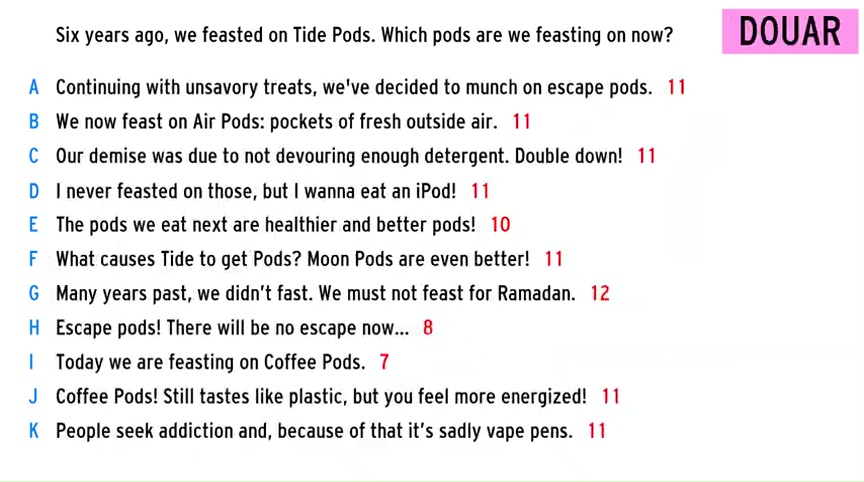 Six years ago, we feasted on Tide Pods. Which pods are we feasting on now?
DOUAR
A Continuing with unsavory treats, we've decided to munch on escape pods. 11
B We now feast on Air Pods: pockets of fresh outside air. 11
C Our demise was due to not devouring enough detergent. Double down! 11
D I never feasted on those, but I wanna eat an iPod! 11
E The pods we eat next are healthier and better pods! 10
F What causes Tide to get Pods? Moon Pods are even better! 11
G Many years past, we didn't fast. We must not feast for Ramadan. 12
H Escape pods! There will be no escape now... 8
I Today we are feasting on Coffee Pods. 7
J Coffee Pods! Still tastes like plastic, but you feel more energized! 11
K People seek addiction and, because of that it's sadly vape pens. 11